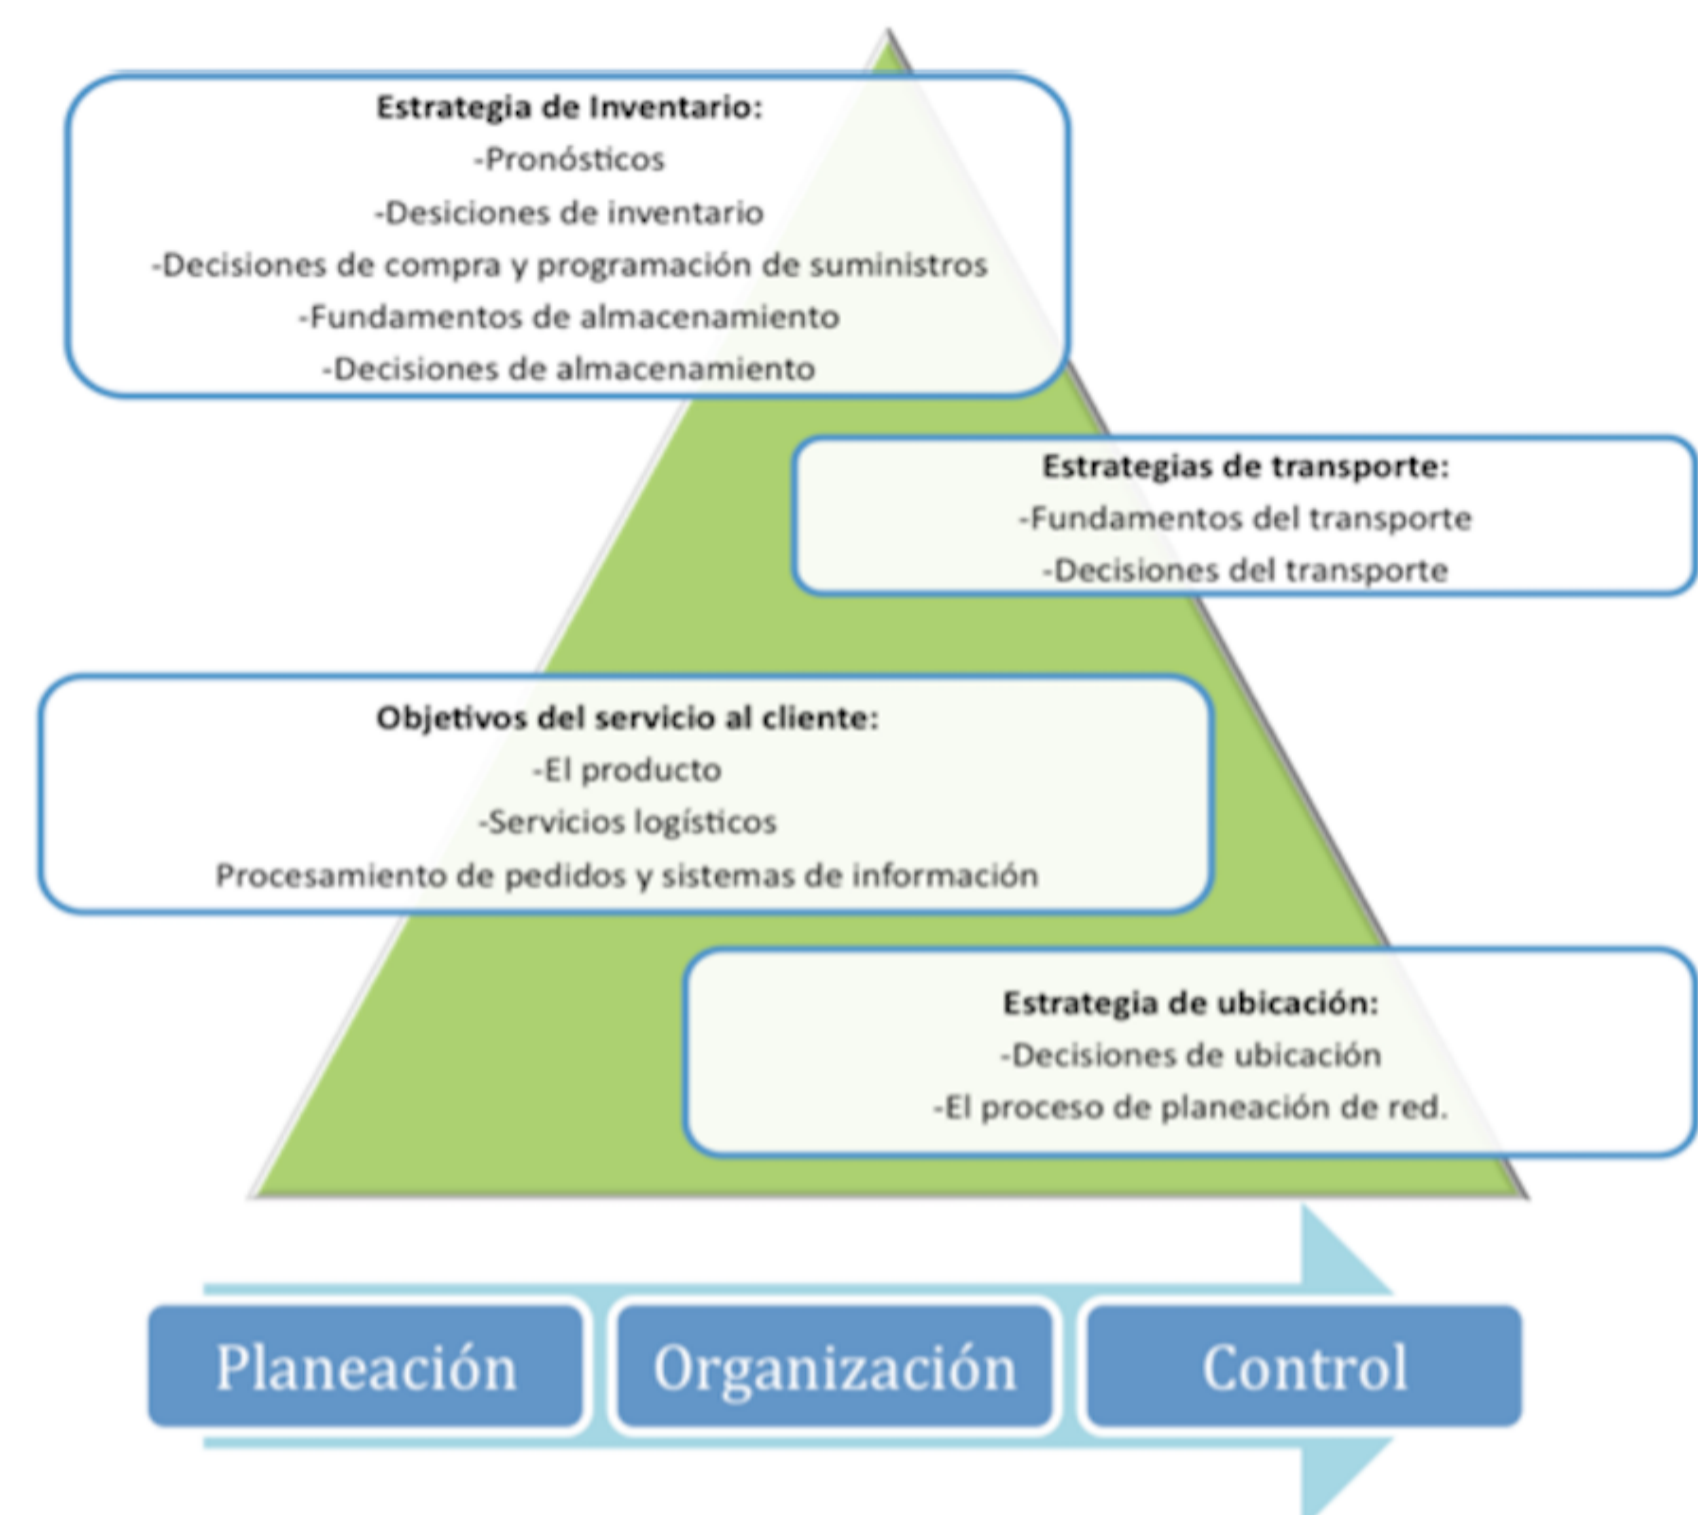 Estrategia de Inventario:
-Pronósticos
-Desiciones de inventario
-Decisiones de compra y programación de suministros
-Fundamentos de almacenamiento
-Decisiones de almacenamiento
Estrategias de transporte:
-Fundamentos del transporte
-Decisiones del transporte
Objetivos del servicio al cliente:
-El producto
-Servicios logísticos
Procesamiento de pedidos y sistemas de información
Estrategia de ubicación:
-Decisiones de ubicación
-El proceso de planeación de red.
Planeación
Organización
Control